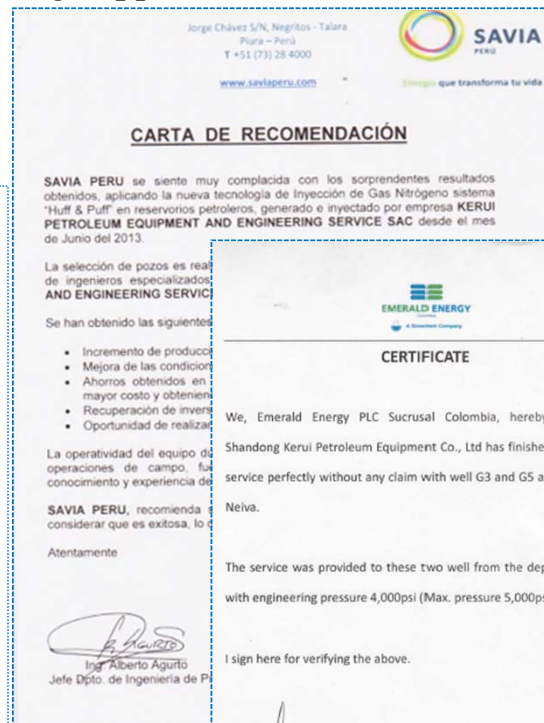 Jorge Chávez S/N, Negritos - Talara
Piura – Perú
T +51 (73) 28 4000
www.saviaperu.com
SAVIA
PERÚ
Energía que transforma tu vida
CARTA DE RECOMENDACIÓN
SAVIA PERU se siente muy complacida con los sorprendentes resultados
obtenidos, aplicando la nueva tecnología de Inyección de Gas Nitrógeno sistema
"Huff & Puff" en reservorios petroleros, generado e inyectado por empresa KERUI
PETROLEUM EQUIPMENT AND ENGINEERING SERVICE SAC desde el mes
de Junio del 2013.
La selección de pozos es real
de ingenieros especializados
AND ENGINEERING SERVIC
Se han obtenido las siguientes
• Incremento de producci
• Mejora de las condicion
• Ahorros obtenidos en
mayor costo y obtenien
• Recuperación de invers
• Oportunidad de realizar
La operatividad del equipo d
operaciones de campo, fu
conocimiento y experiencia de
SAVIA PERU, recomienda s
considerar que es exitosa, lo
Atentamente
Ing. Alberto Agurto
Jefe Dpto. de Ingeniería de P
EMERALD ENERGY
A Sinochem Company
CERTIFICATE
We, Emerald Energy PLC Sucrusal Colombia, hereby
Shandong Kerui Petroleum Equipment Co., Ltd has finishe
service perfectly without any claim with well G3 and G5 a
Neiva.
The service was provided to these two well from the dep
with engineering pressure 4,000psi (Max. pressure 5,000ps
I sign here for verifying the above.